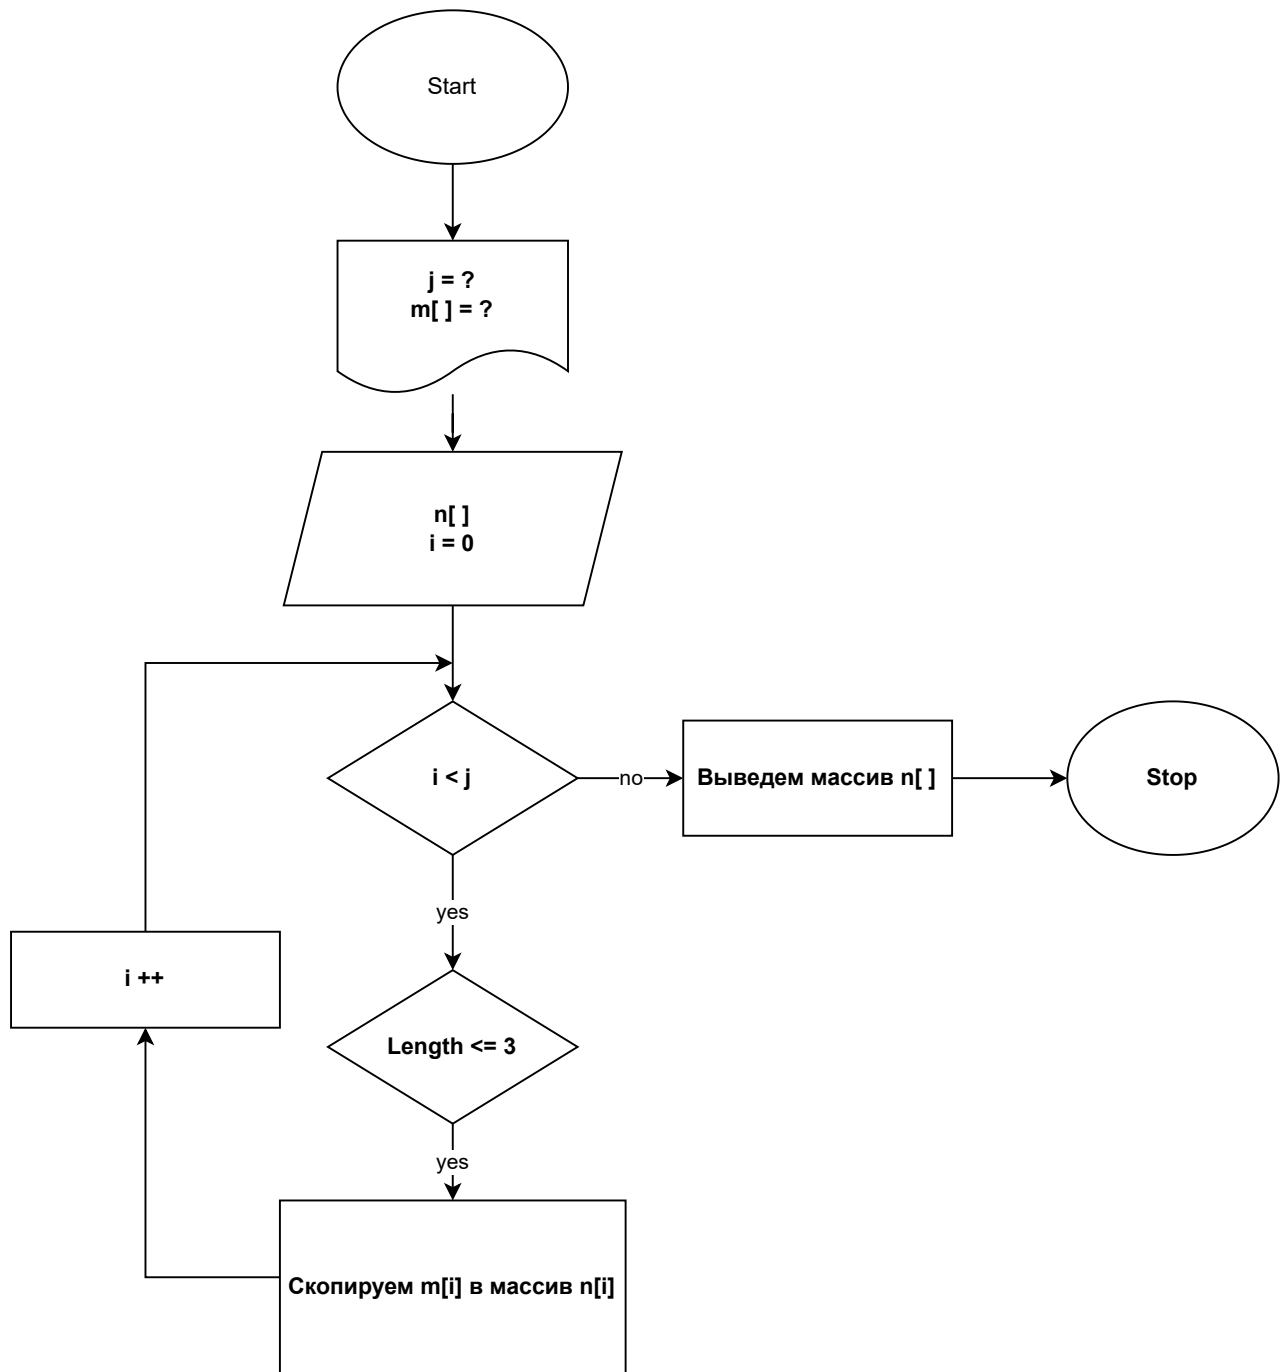 Start
j = ?
m[ ] = ?
n[ ]
i = 0
i < j
no
Выведем массив n[ ]
Stop
yes
i ++
Length <= 3
yes
Скопируем m[i] в массив n[i]